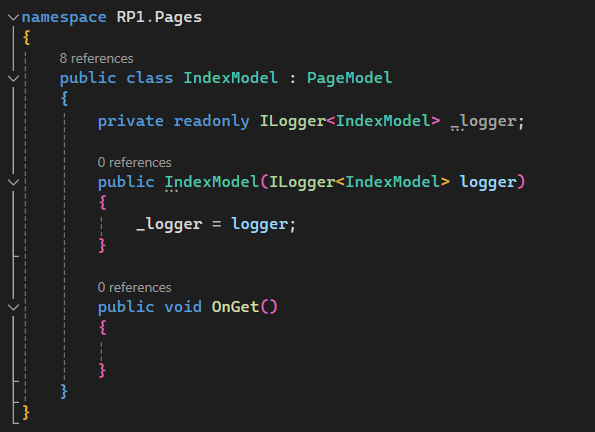 namespace RP1.Pages
{
8 references
public class IndexModel : PageModel
{
private readonly ILogger<IndexModel> _logger;
0 references
public IndexModel(ILogger<IndexModel> logger)
{
_logger = logger;
}
0 references
public void OnGet()
{
}
}
}